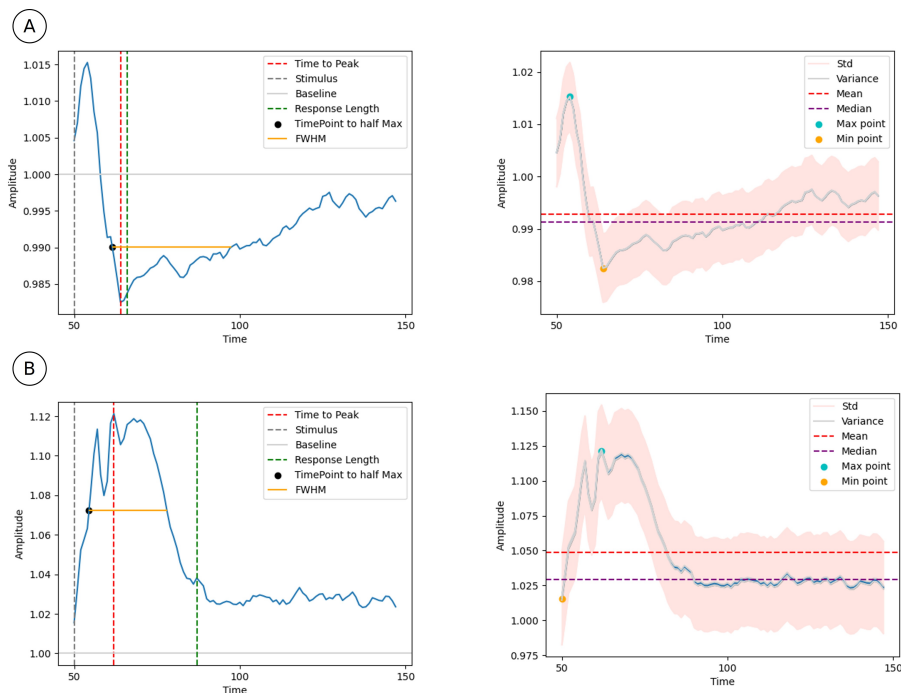 A
1.015
1.010
1.005
1.000
0.995
0.990
0.985
Amplitude
50
100
150
Time
Time to Peak
Stimulus
Baseline
Response Length
TimePoint to half Max
FWHM
1.02
1.01
1.00
0.99
0.98
Amplitude
50
100
150
Time
Std
Variance
Mean
Median
Max point
Min point
B
1.12
1.10
1.08
1.06
1.04
1.02
1.00
Amplitude
50
100
150
Time
Time to Peak
Stimulus
Baseline
Response Length
TimePoint to half Max
FWHM
1.150
1.125
1.100
1.075
1.050
1.025
1.000
0.975
Amplitude
50
100
150
Time
Std
Variance
Mean
Median
Max point
Min point